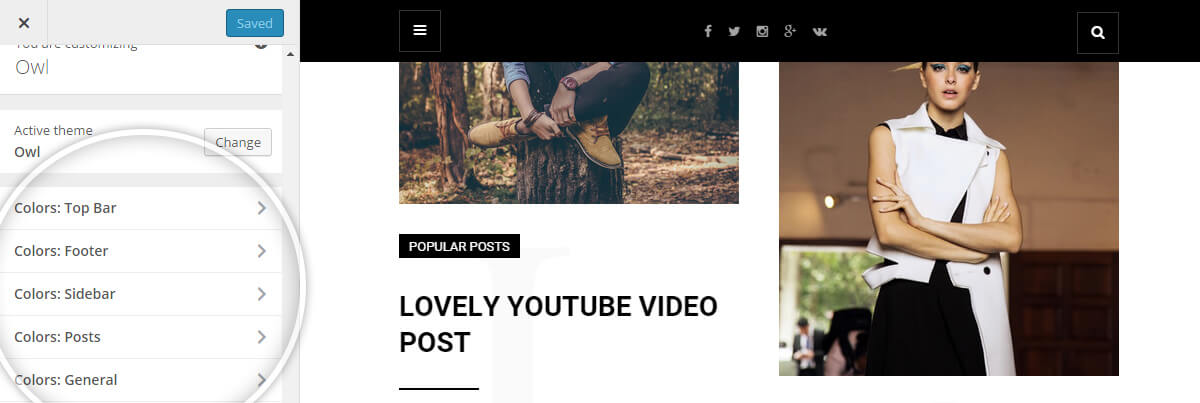 Saved
You are customizing
Owl
Active theme
Owl
Change
Colors: Top Bar
Colors: Footer
Colors: Sidebar
Colors: Posts
Colors: General
POPULAR POSTS
LOVELY YOUTUBE VIDEO
POST